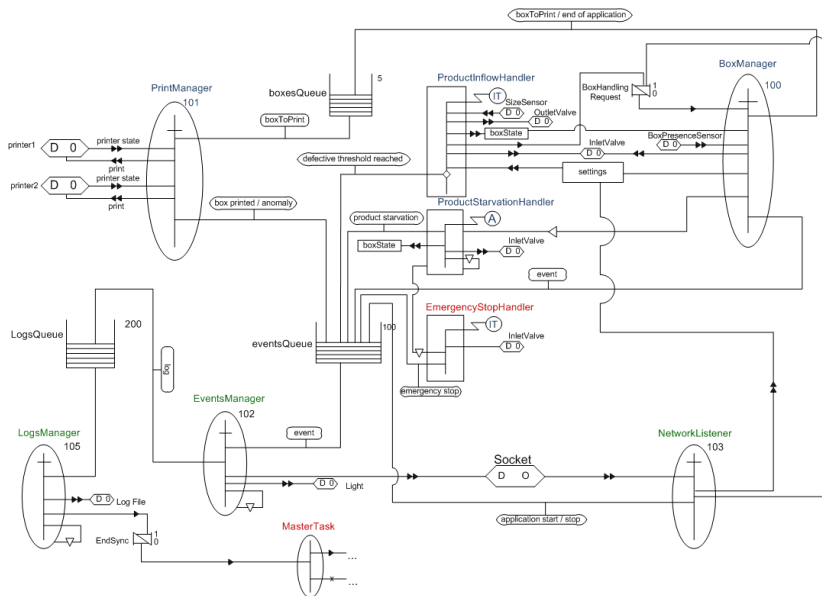 boxToPrint / end of application
5
boxesQueue
boxToPrint
PrintManager
101
printer1
D 0
printer state
print
printer2
D 0
printer state
print
ProductInflowHandler
IT
SizeSensor
D 0
OutletValve
D 0
boxState
InletValve
D 0
BoxHandling
Request
1
0
BoxManager
100
BoxPresenceSensor
D 0
settings
defective threshold reached
box printed / anomaly
ProductStarvationHandler
A
product starvation
boxState
InletValve
D 0
event
EmergencyStopHandler
IT
InletValve
D 0
emergency stop
LogsQueue
200
log
eventsQueue
100
EventsManager
102
event
D 0
Light
LogsManager
105
D 0
Log File
EndSync
1
0
MasterTask
...
...
Socket
D O
application start / stop
NetworkListener
103